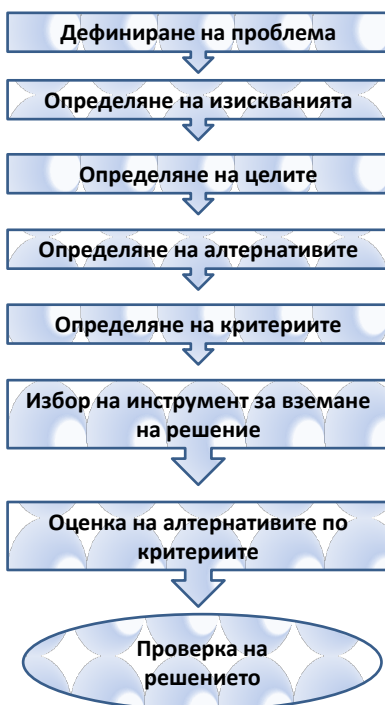 Дефиниране на проблема
Определяне на изискванията
Определяне на целите
Определяне на алтернативите
Определяне на критериите
Избор на инструмент за вземане
на решение
Оценка на алтернативите по
критериите
Проверка на
решението